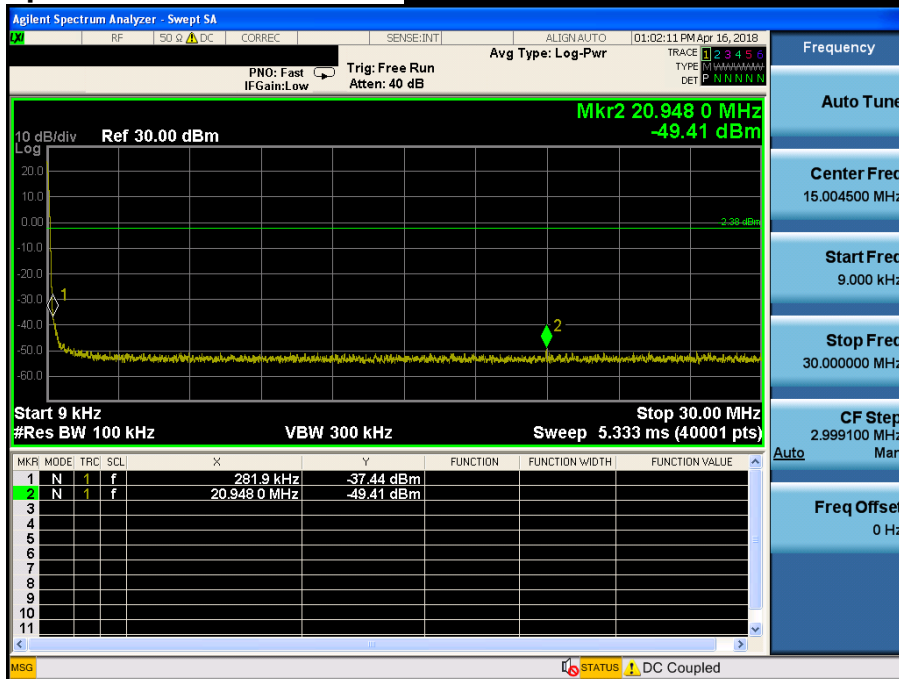 Agilent Spectrum Analyzer - Swept SA
LXI RF 50 Ω DC CORREC SENSE:INT ALIGN AUTO 01:02:11 PM Apr 16, 2018
Avg Type: Log-Pwr TRACE 1 2 3 4 5 6
PNO: Fast Trig: Free Run TYPE M
IFGain:Low Atten: 40 dB DET P N N N N N
Mkr2 20.948 0 MHz
10 dB/div Ref 30.00 dBm -49.41 dBm
Log
20.0
10.0
0.00
-2.38 dBm
-10.0
-20.0
-30.0
1
-40.0
2
-50.0
-60.0
Start 9 kHz Stop 30.00 MHz
#Res BW 100 kHz VBW 300 kHz Sweep 5.333 ms (40001 pts)
MKR MODE TRC SCL X Y FUNCTION FUNCTION WIDTH FUNCTION VALUE
1 N 1 f 281.9 kHz -37.44 dBm
2 N 1 f 20.948 0 MHz -49.41 dBm
3
4
5
6
7
8
9
10
11
MSG STATUS DC Coupled
Frequency
Auto Tune
Center Freq
15.004500 MHz
Start Freq
9.000 kHz
Stop Freq
30.000000 MHz
CF Step
2.999100 MHz
Auto Man
Freq Offset
0 Hz